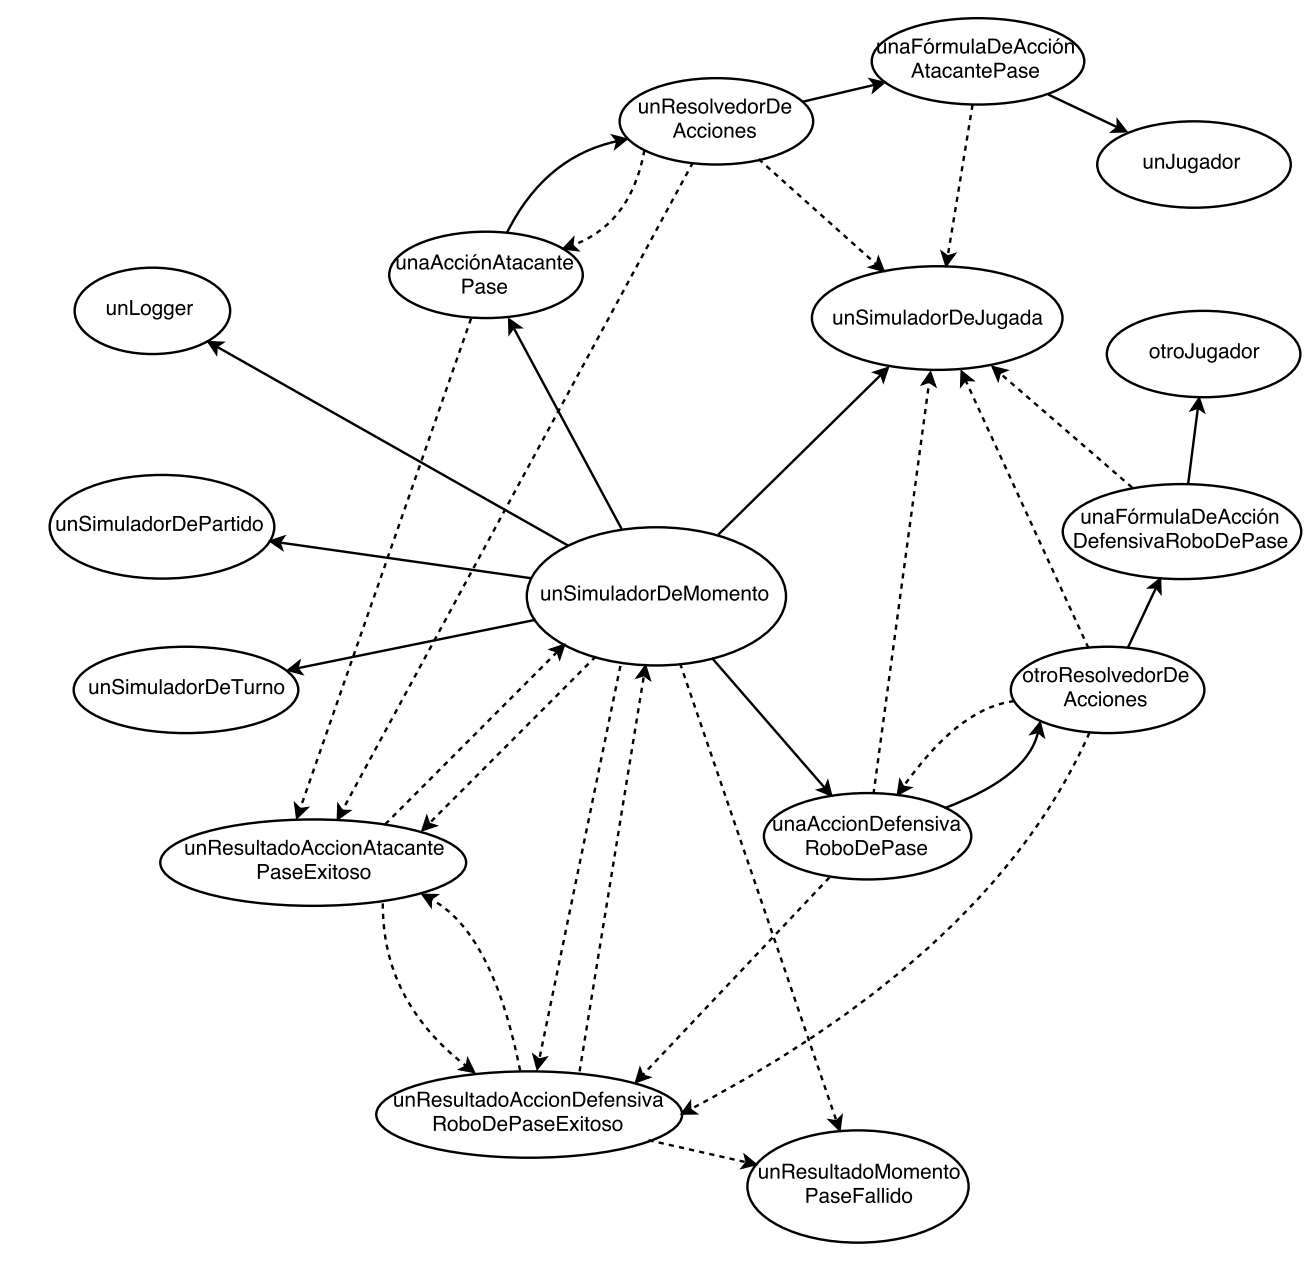 unaFórmulaDeAcción
AtacantePase
unResolvedorDe
Acciones
unJugador
unaAcciónAtacante
Pase
unLogger
unSimuladorDeJugada
otroJugador
unSimuladorDePartido
unaFórmulaDeAcción
DefensivaRoboDePase
unSimuladorDeMomento
unSimuladorDeTurno
otroResolvedorDe
Acciones
unaAccionDefensiva
RoboDePase
unResultadoAccionAtacante
PaseExitoso
unResultadoAccionDefensiva
RoboDePaseExitoso
unResultadoMomento
PaseFallido